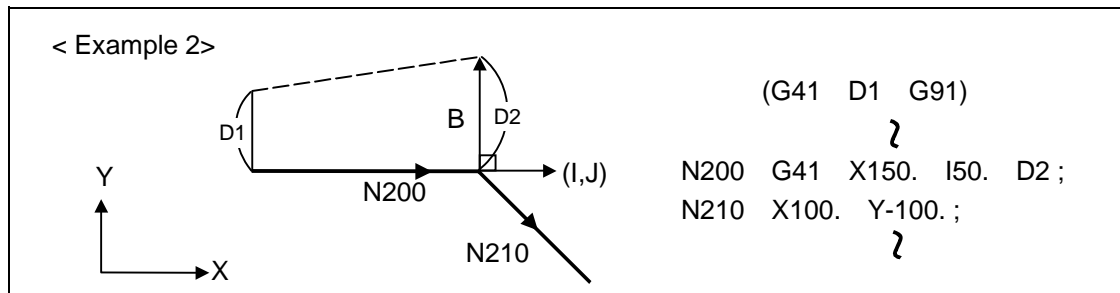 < Example 2>
(G41 D1 G91)
D1
B
D2
N200 G41 X150. I50. D2 ;
Y
(I,J)
N200
N210 X100. Y-100. ;
N210
X